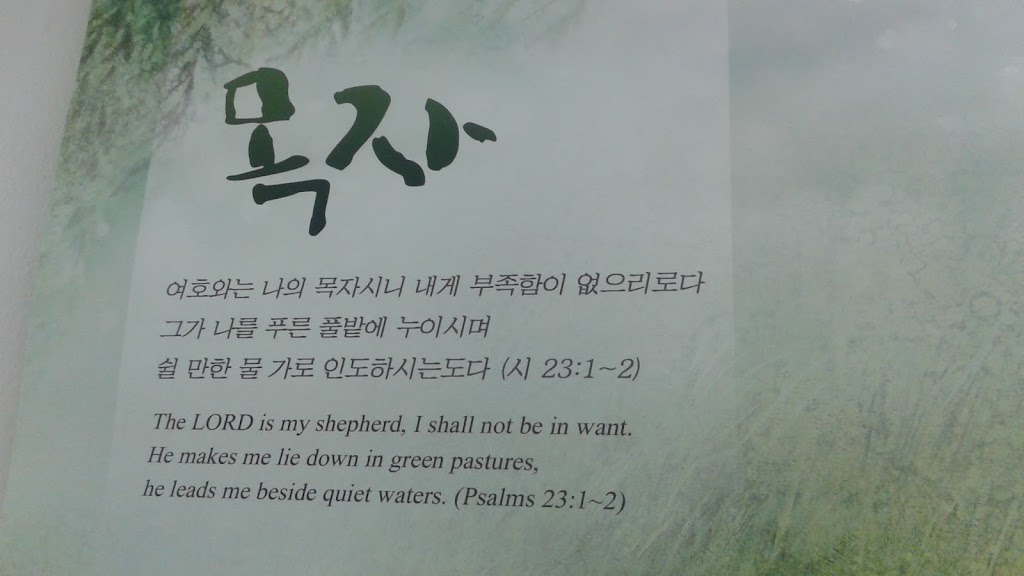 목자
여호와는 나의 목자시니 내게 부족함이 없으리로다
그가 나를 푸른 풀밭에 누이시며
쉴 만한 물 가로 인도하시는도다 (시 23:1~2)
The LORD is my shepherd, I shall not be in want.
He makes me lie down in green pastures,
he leads me beside quiet waters. (Psalms 23:1~2)